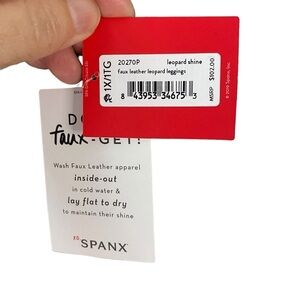 20270P leopard shine
faux leather leopard leggings
1X/1TG
8 43953 34675 3
MSRP $102.00
© 2019 Spanx, Inc.
faux-GET!
Wash Faux Leather apparel
inside-out
in cold water &
lay flat to dry
to maintain their shine
SPANX